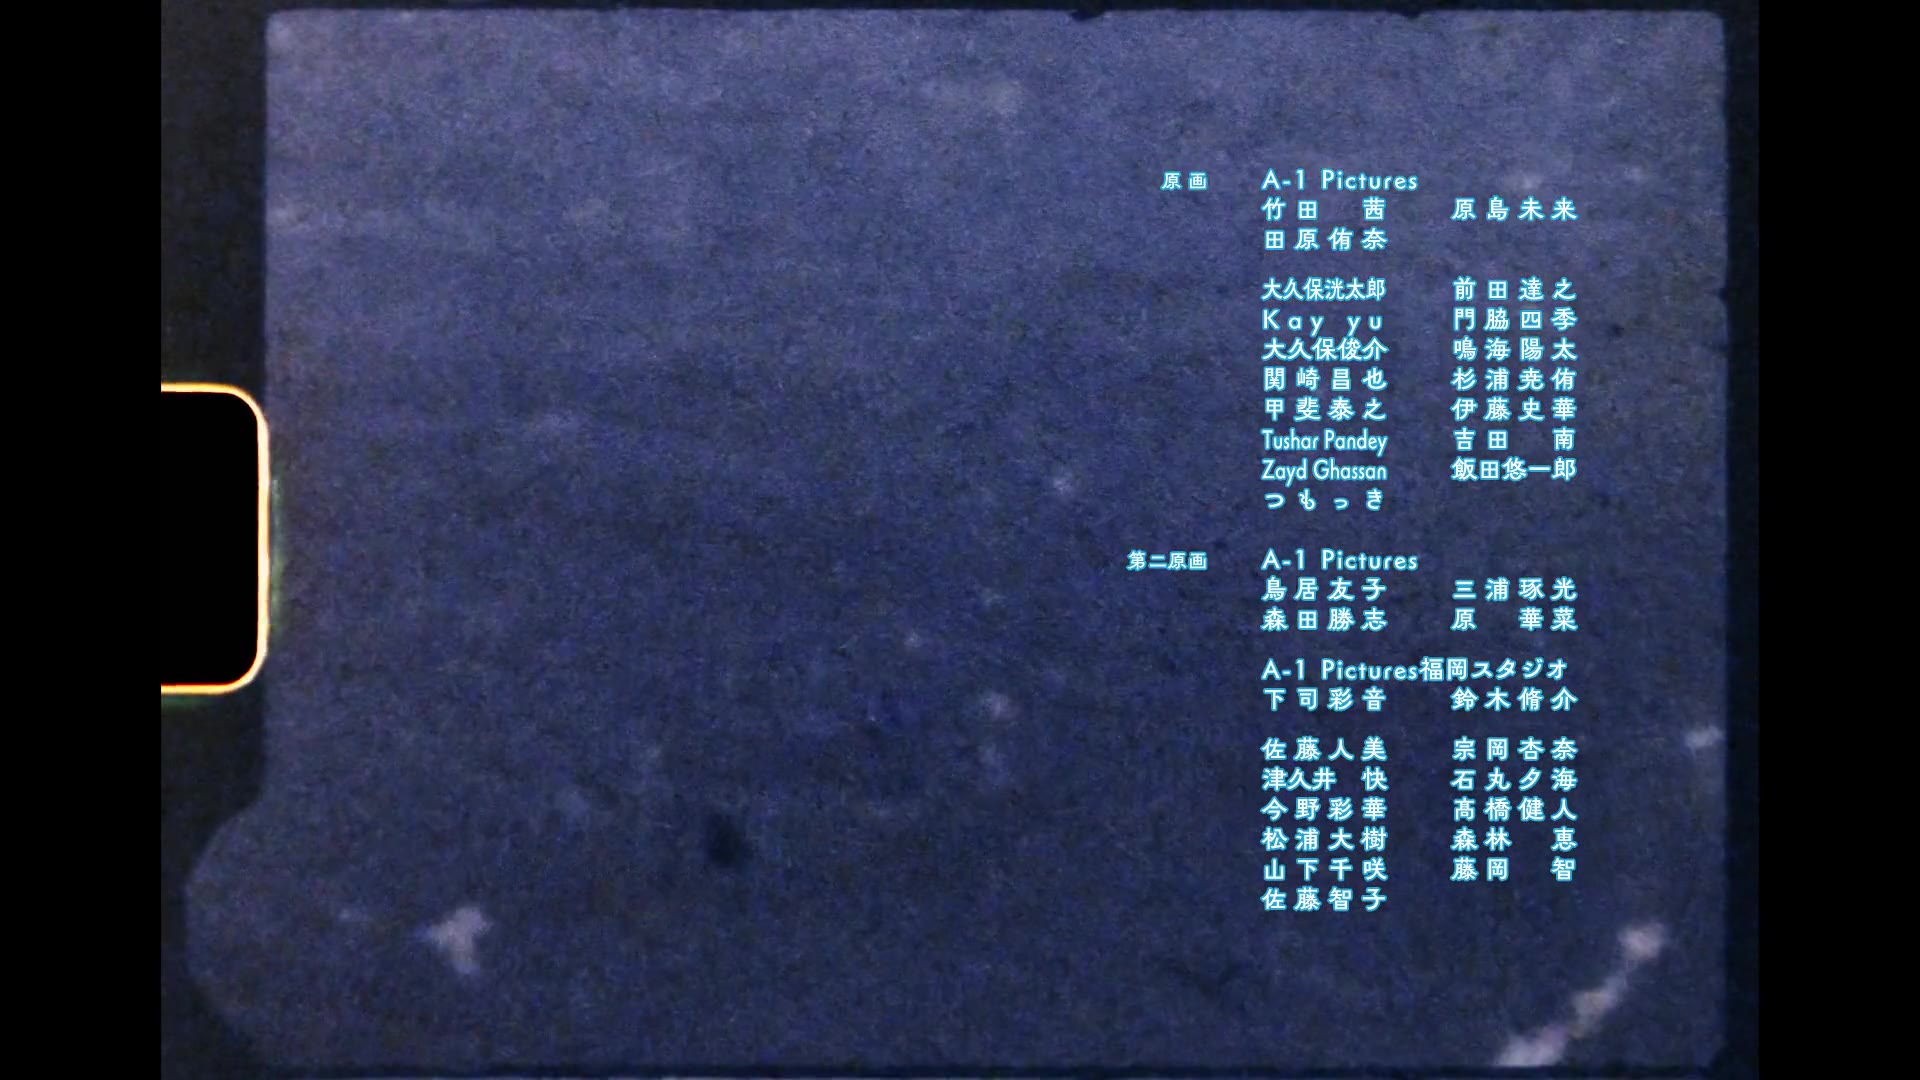 原画 A-1 Pictures
竹田 茜 原島未来
田原侑奈
大久保洸太郎 前田達之
Kay yu 門脇四季
大久保俊介 鳴海陽太
関崎昌也 杉浦尭侑
甲斐泰之 伊藤史華
Tushar Pandey 吉田 南
Zayd Ghassan 飯田悠一郎
つもっき
第二原画 A-1 Pictures
鳥居友子 三浦琢光
森田勝志 原 華菜
A-1 Pictures福岡スタジオ
下司彩音 鈴木脩介
佐藤人美 宗岡杏奈
津久井 快 石丸夕海
今野彩華 髙橋健人
松浦大樹 森林 恵
山下千咲 藤岡 智
佐藤智子